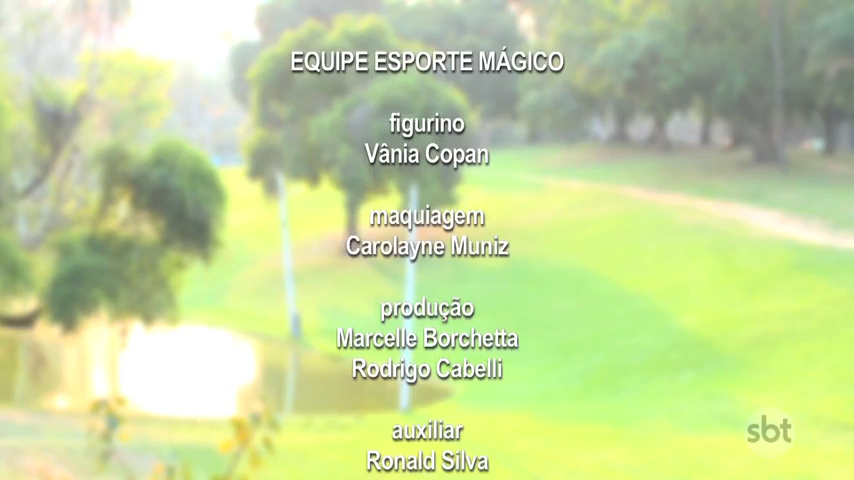 EQUIPE ESPORTE MÁGICO
figurino
Vânia Copan
maquiagem
Carolayne Muniz
produção
Marcelle Borchetta
Rodrigo Cabelli
auxiliar
Ronald Silva
sbt